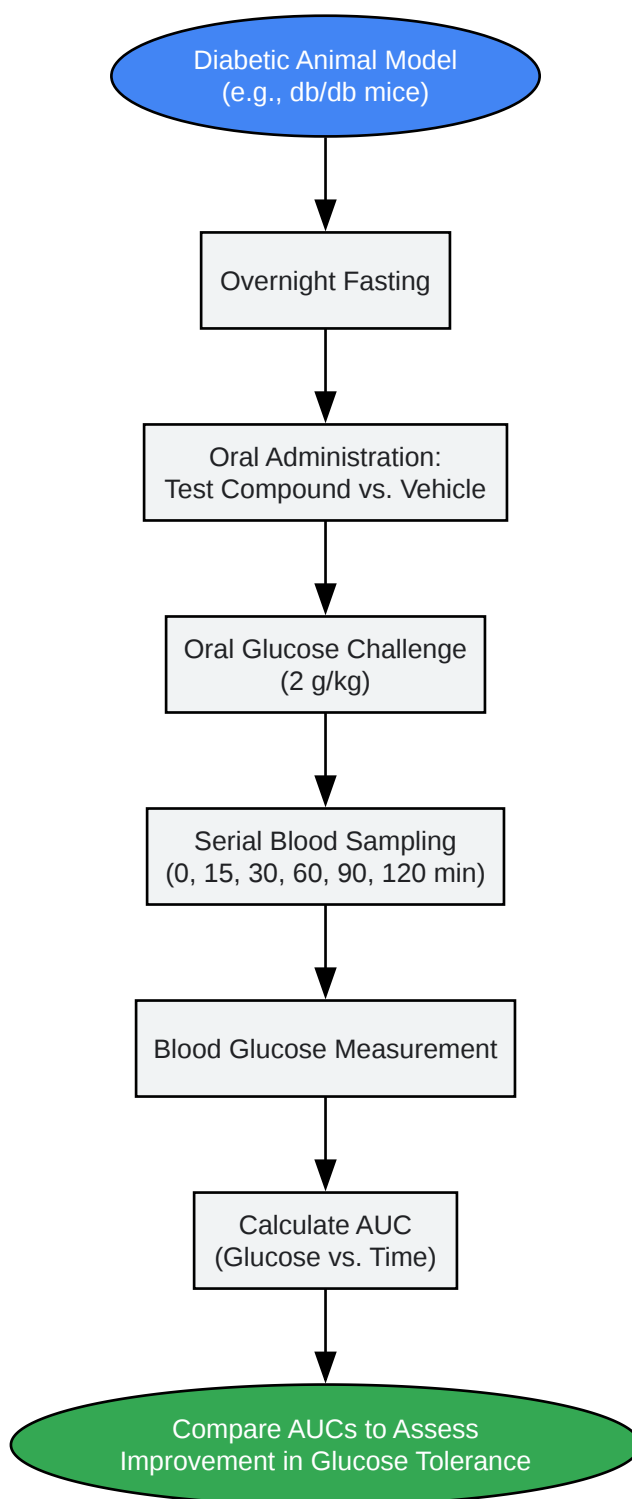 Diabetic Animal Model
(e.g., db/db mice)
Overnight Fasting
Oral Administration:
Test Compound vs. Vehicle
Oral Glucose Challenge
(2 g/kg)
Serial Blood Sampling
(0, 15, 30, 60, 90, 120 min)
Blood Glucose Measurement
Calculate AUC
(Glucose vs. Time)
Compare AUCs to Assess
Improvement in Glucose Tolerance